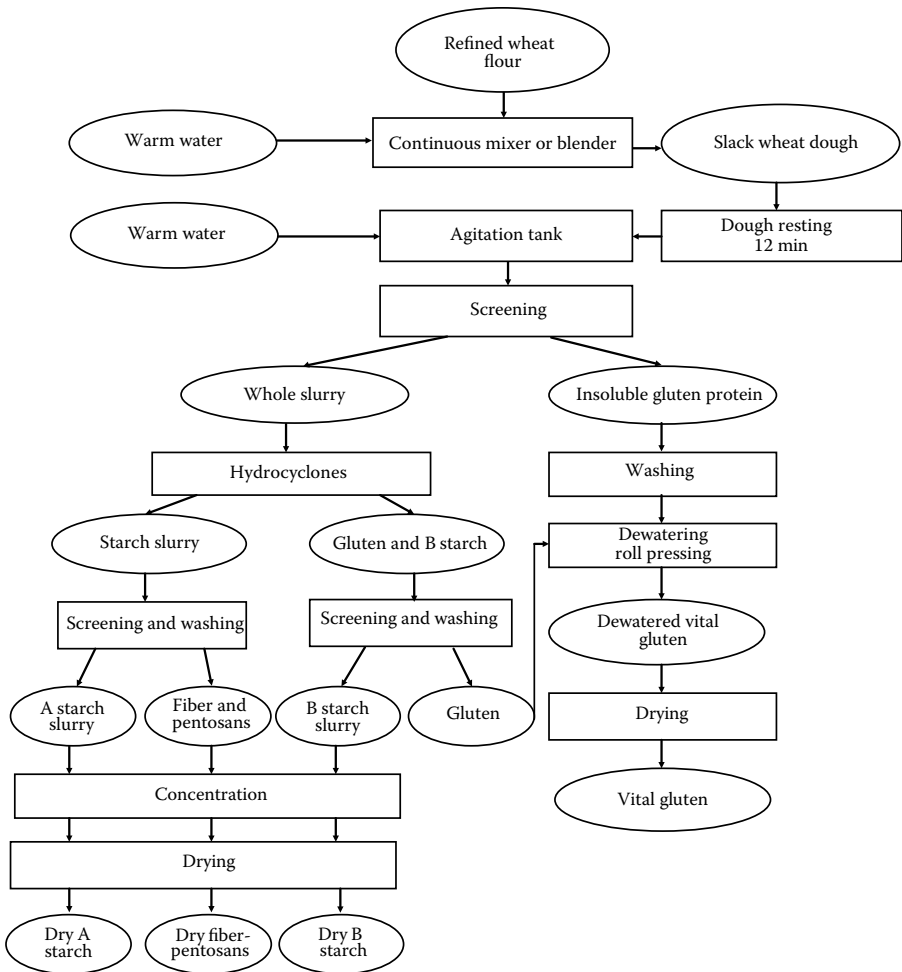 Refined wheat
flour
Warm water
Continuous mixer or blender
Slack wheat dough
Warm water
Agitation tank
Dough resting
12 min
Screening
Whole slurry
Insoluble gluten protein
Hydrocyclones
Washing
Starch slurry
Gluten and B starch
Dewatering
roll pressing
Screening and washing
Screening and washing
Dewatered vital
gluten
A starch
slurry
Fiber and
pentosans
B starch
slurry
Gluten
Drying
Concentration
Vital gluten
Drying
Dry A
starch
Dry fiber-
pentosans
Dry B
starch